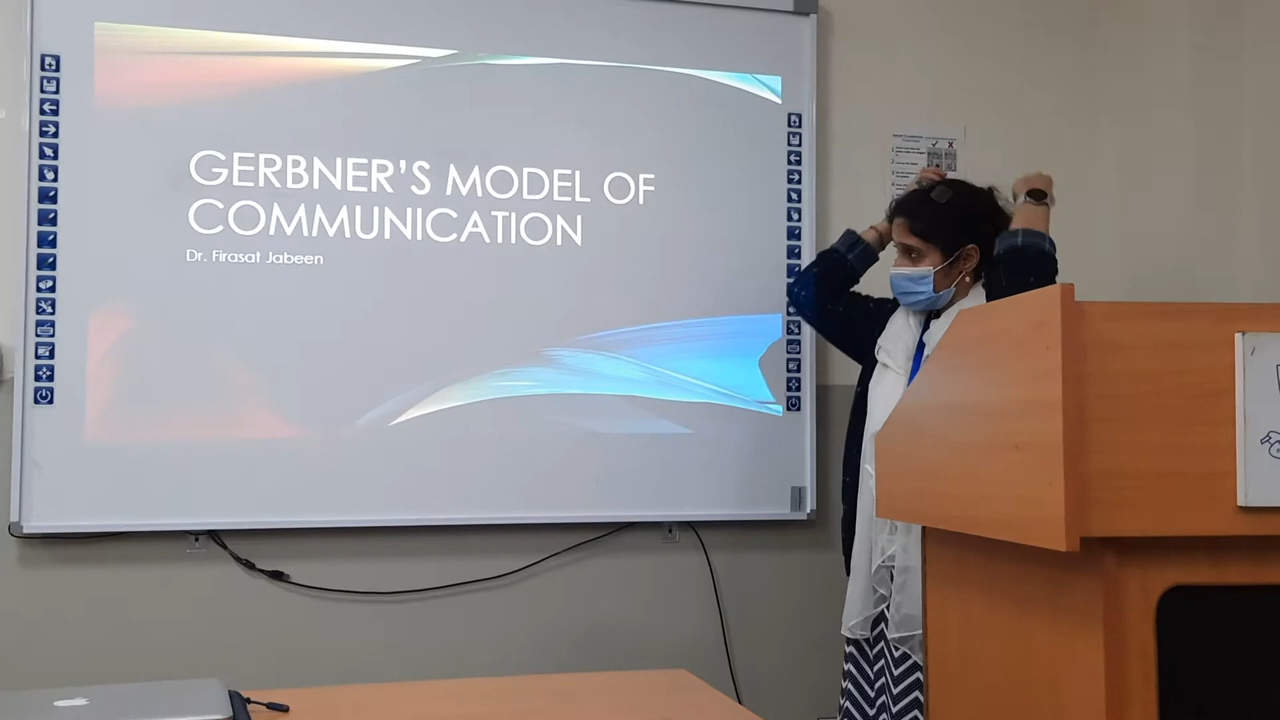 GERBNER'S MODEL OF
COMMUNICATION
Dr. Firasat Jabeen